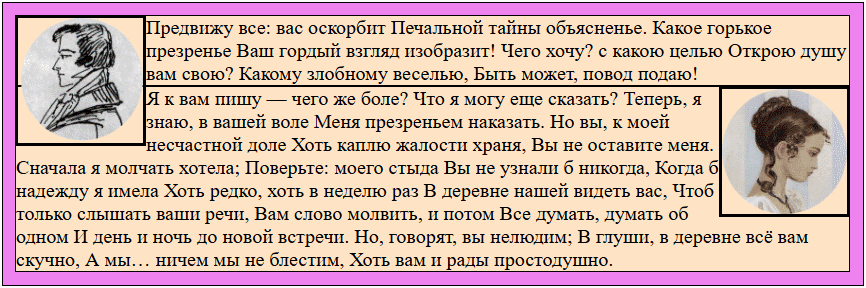 Предвижу все: вас оскорбит Печальной тайны объясненье. Какое горькое
презренье Ваш гордый взгляд изобразит! Чего хочу? с какою целью Открою душу
вам свою? Какому злобному веселью, Быть может, повод подаю!
Я к вам пишу — чего же боле? Что я могу еще сказать? Теперь, я
знаю, в вашей воле Меня презреньем наказать. Но вы, к моей
несчастной доле Хоть каплю жалости храня, Вы не оставите меня.
Сначала я молчать хотела; Поверьте: моего стыда Вы не узнали б никогда, Когда б
надежду я имела Хоть редко, хоть в неделю раз В деревне нашей видеть вас, Чтоб
только слышать ваши речи, Вам слово молвить, и потом Все думать, думать об
одном И день и ночь до новой встречи. Но, говорят, вы нелюдим; В глуши, в деревне всё вам
скучно, А мы… ничем мы не блестим, Хоть вам и рады простодушно.